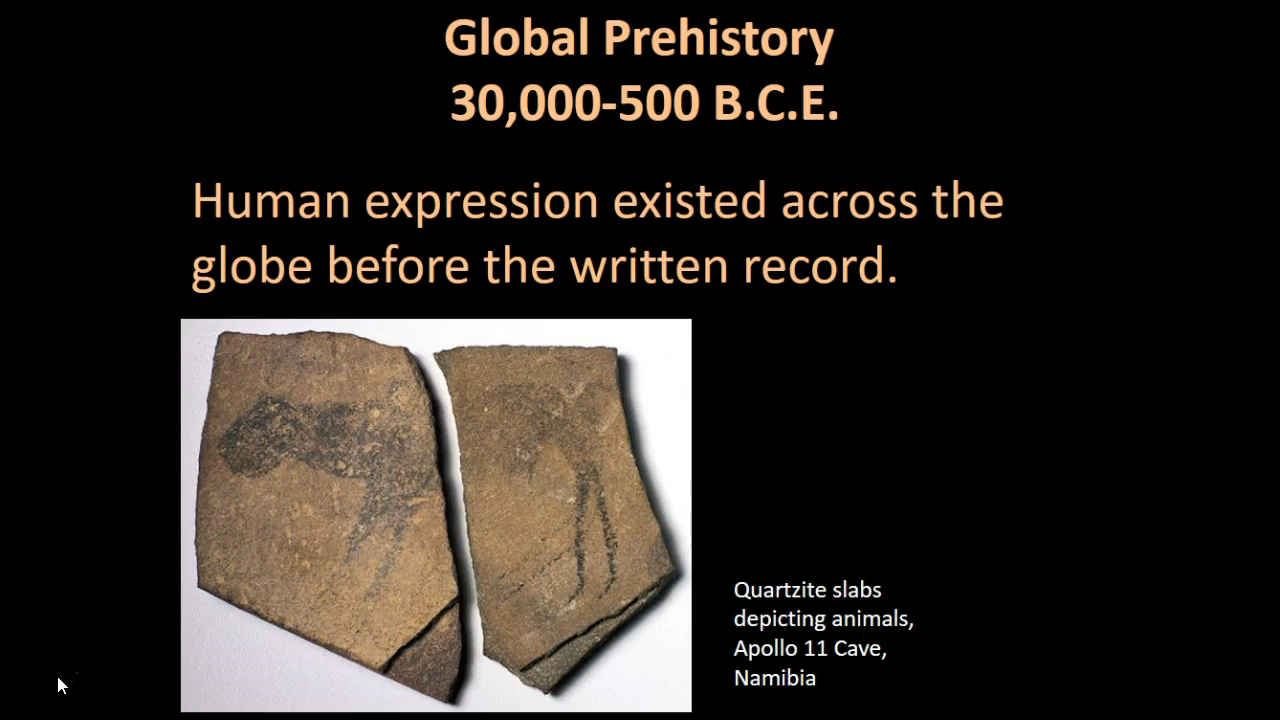 Global Prehistory
30,000-500 B.C.E.
Human expression existed across the
globe before the written record.
Quartzite slabs
depicting animals,
Apollo 11 Cave,
Namibia